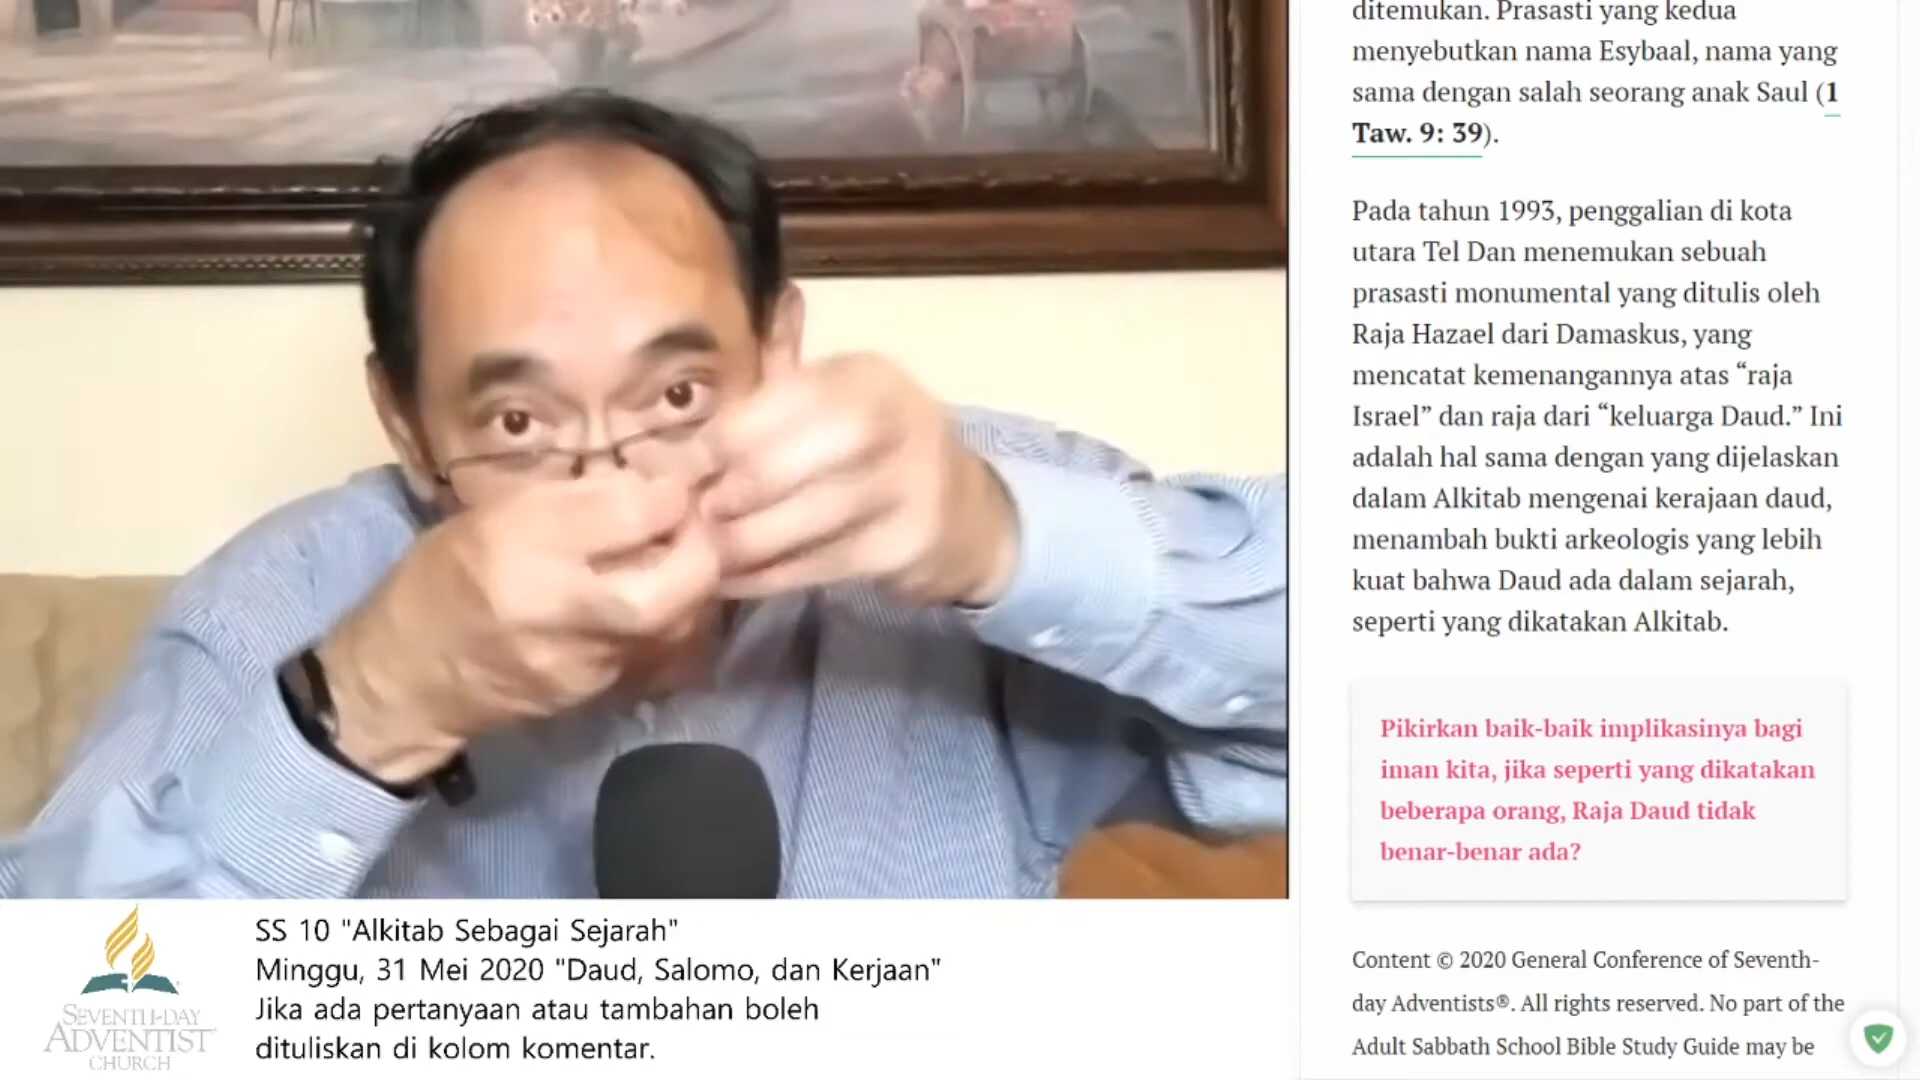 ditemukan. Prasasti yang kedua
menyebutkan nama Esybaal, nama yang
sama dengan salah seorang anak Saul (1
Taw. 9: 39).
Pada tahun 1993, penggalian di kota
utara Tel Dan menemukan sebuah
prasasti monumental yang ditulis oleh
Raja Hazael dari Damaskus, yang
mencatat kemenangannya atas “raja
Israel” dan raja dari “keluarga Daud.” Ini
adalah hal sama dengan yang dijelaskan
dalam Alkitab mengenai kerajaan daud,
menambah bukti arkeologis yang lebih
kuat bahwa Daud ada dalam sejarah,
seperti yang dikatakan Alkitab.
Pikirkan baik-baik implikasinya bagi
iman kita, jika seperti yang dikatakan
beberapa orang, Raja Daud tidak
benar-benar ada?
Content © 2020 General Conference of Seventh-
day Adventists®. All rights reserved. No part of the
Adult Sabbath School Bible Study Guide may be
SS 10 "Alkitab Sebagai Sejarah"
Minggu, 31 Mei 2020 "Daud, Salomo, dan Kerjaan"
Jika ada pertanyaan atau tambahan boleh
dituliskan di kolom komentar.
SEVENTH-DAY
ADVENTIST
CHURCH